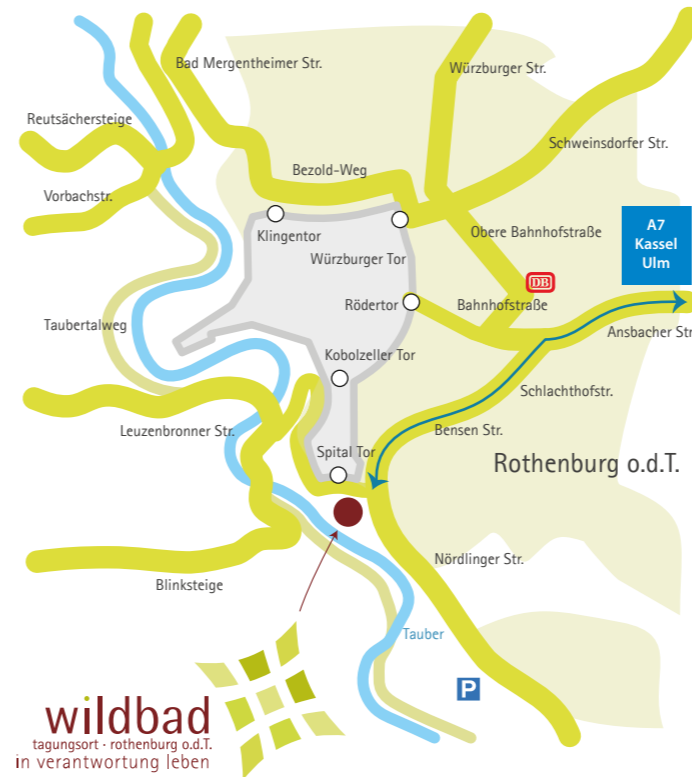 Bad Mergentheimer Str.
Würzburger Str.
Reutsächersteige
Schweinsdorfer Str.
Bezold-Weg
Vorbachstr.
Klingentor
Obere Bahnhofstraße
A7
Kassel
Ulm
Würzburger Tor
DB
Rödertor
Bahnhofstraße
Taubertalweg
Ansbacher Str
Kobolzeller Tor
Schlachthofstr.
Leuzenbronner Str.
Bensen Str.
Spital Tor
Rothenburg o.d.T.
Nördlinger Str.
Blinksteige
Tauber
P
wildbad
tagungsort · rothenburg o.d.T.
in verantwortung leben